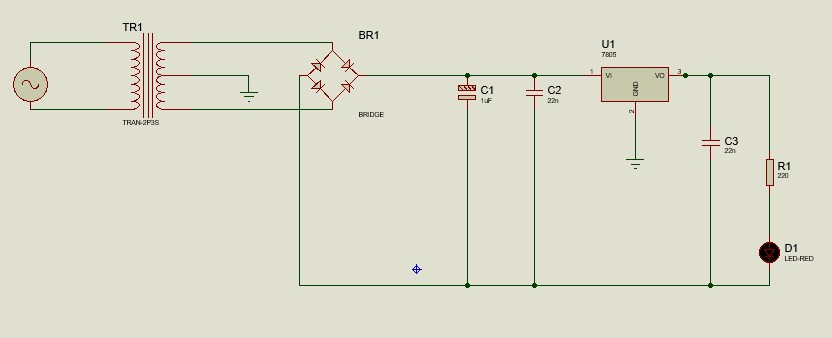 TR1
TRAN-2P3S
BR1
BRIDGE
C1
1uF
C2
22n
U1
7805
1
VI
VO
3
GND
2
C3
22n
R1
220
D1
LED-RED